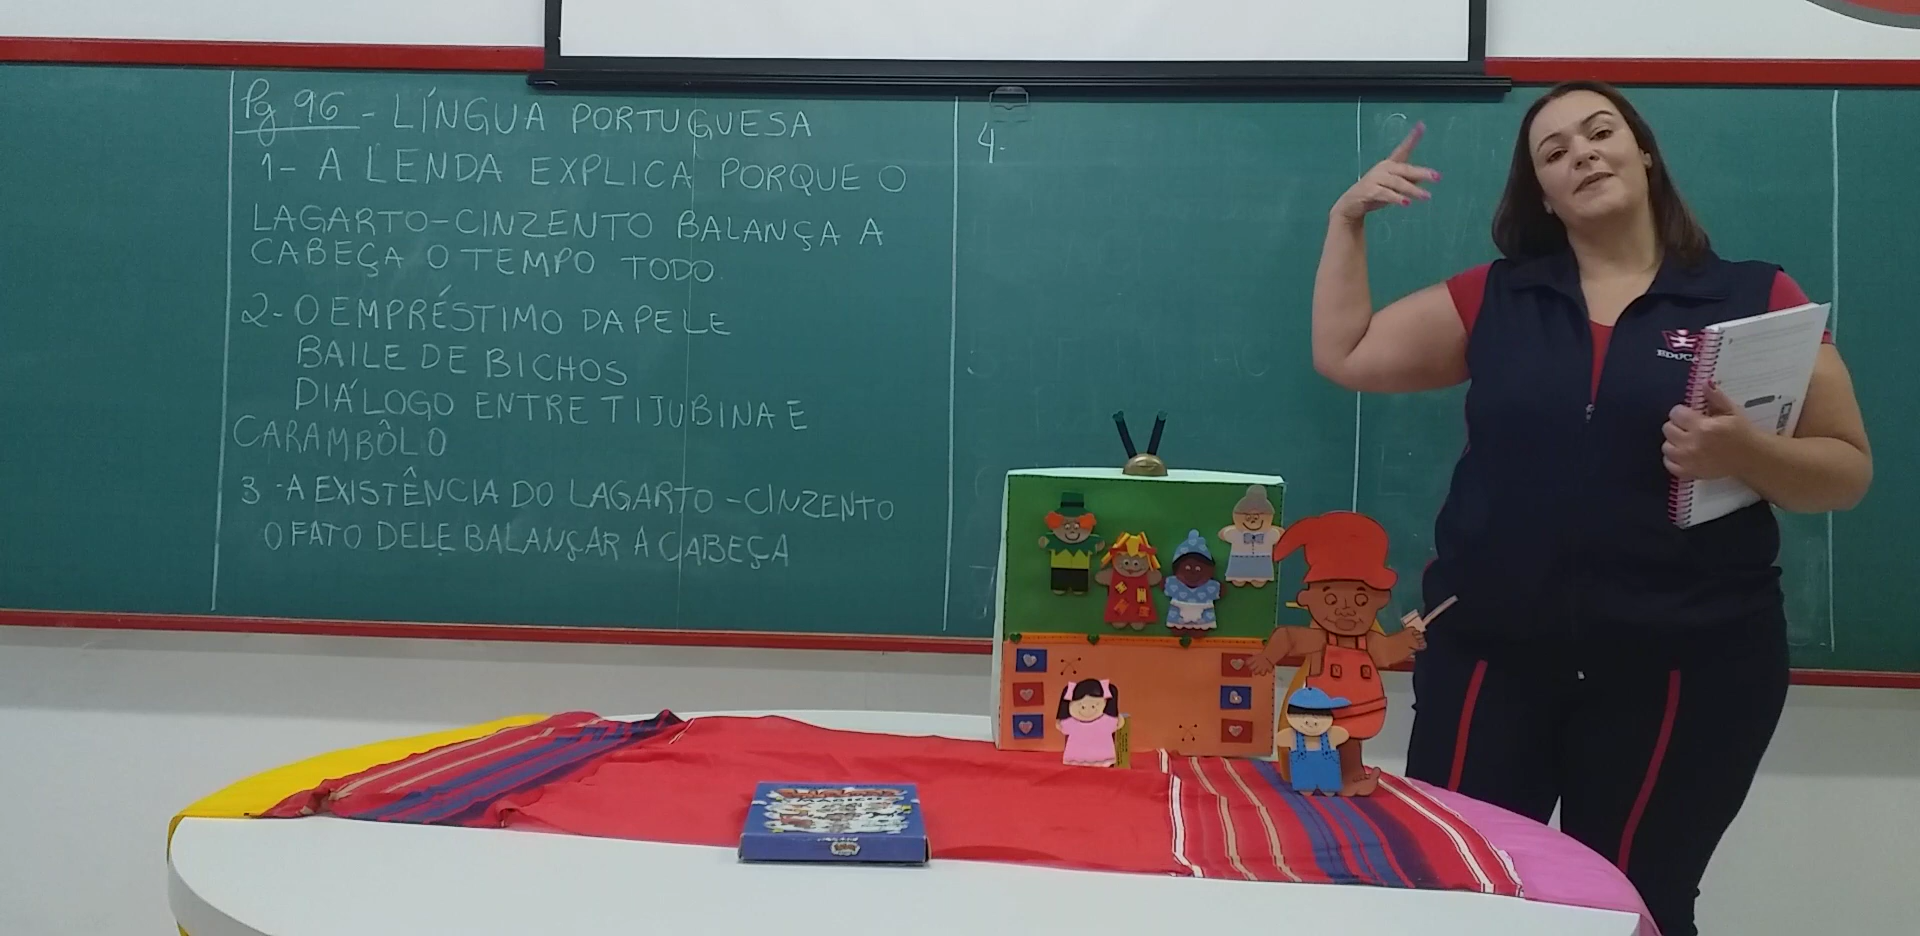 Pg 96 - LÍNGUA PORTUGUESA
1- A LENDA EXPLICA PORQUE O
LAGARTO-CINZENTO BALANÇA A
CABEÇA O TEMPO TODO.
2- O EMPRÉSTIMO DA PELE
BAILE DE BICHOS
DIÁLOGO ENTRE TIJUBINA E
CARAMBÔLO
3-A EXISTÊNCIA DO LAGARTO-CINZENTO
O FATO DELE BALANÇAR A CABEÇA
4.